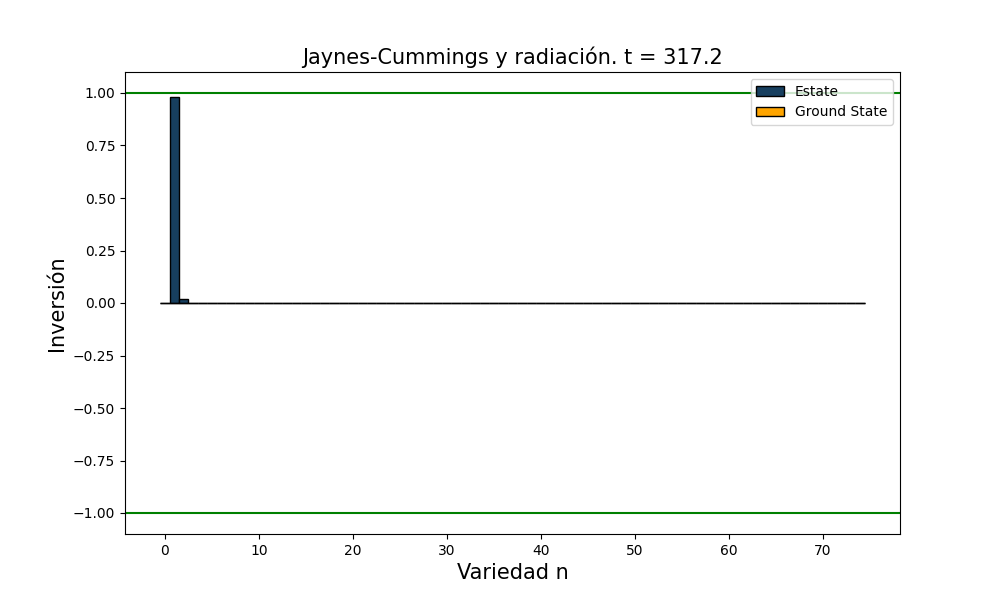 Jaynes-Cummings y radiación. t = 317.2
Estate
Ground State
1.00
0.75
0.50
0.25
0.00
−0.25
−0.50
−0.75
−1.00
Inversión
0 10 20 30 40 50 60 70
Variedad n